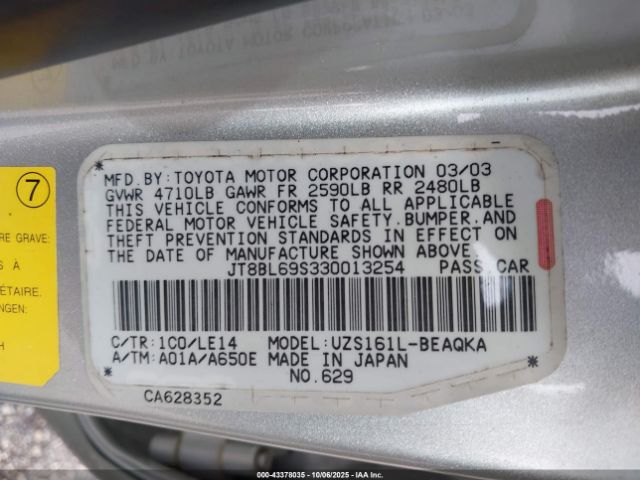 MFD.BY:TOYOTA MOTOR CORPORATION 03/03
GVWR 4710LB GAWR FR 2590LB RR 2480LB
THIS VEHICLE CONFORMS TO ALL APPLICABLE
FEDERAL MOTOR VEHICLE SAFETY.BUMPER.AND
THEFT PREVENTION STANDARDS IN EFFECT ON
THE DATE OF MANUFACTURE SHOWN ABOVE.
JT8BL69S330013254 PASS.CAR
C/TR:1C0/LE14 MODEL:UZS161L-BEAQKA
A/TM:A01A/A650E MADE IN JAPAN
NO.629
CA628352
7
GRAVE:
S À
ÉTAIRE.
NGEN:
H
000-43378035 - 10/06/2025 - IAA Inc.